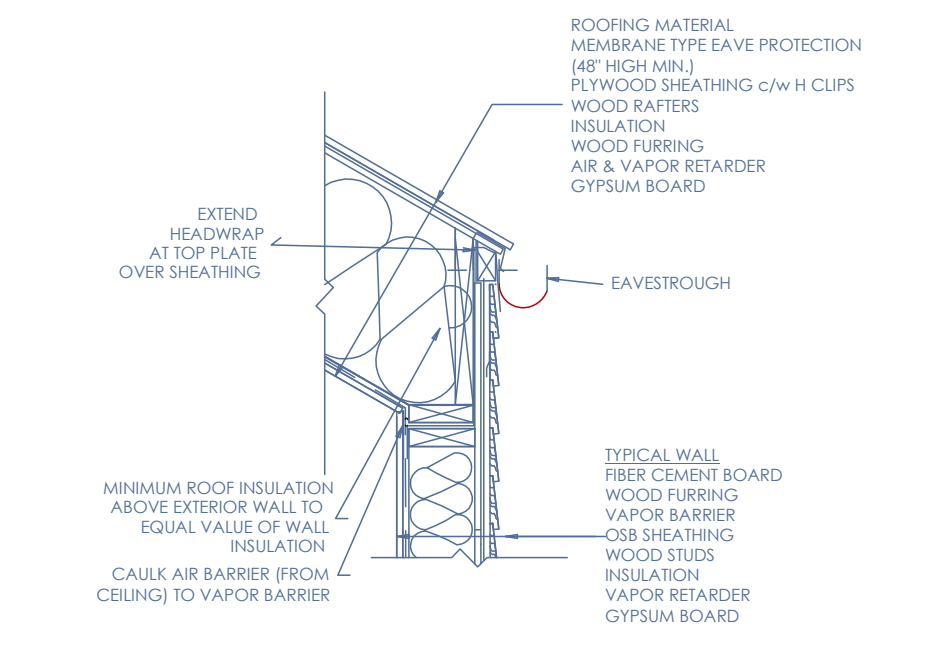 ROOFING MATERIAL
MEMBRANE TYPE EAVE PROTECTION
(48" HIGH MIN.)
PLYWOOD SHEATHING c/w H CLIPS
WOOD RAFTERS
INSULATION
WOOD FURRING
AIR & VAPOR RETARDER
GYPSUM BOARD
EXTEND
HEADWRAP
AT TOP PLATE
OVER SHEATHING
EAVESTROUGH
TYPICAL WALL
FIBER CEMENT BOARD
WOOD FURRING
VAPOR BARRIER
OSB SHEATHING
WOOD STUDS
INSULATION
VAPOR RETARDER
GYPSUM BOARD
MINIMUM ROOF INSULATION
ABOVE EXTERIOR WALL TO
EQUAL VALUE OF WALL
INSULATION
CAULK AIR BARRIER (FROM
CEILING) TO VAPOR BARRIER